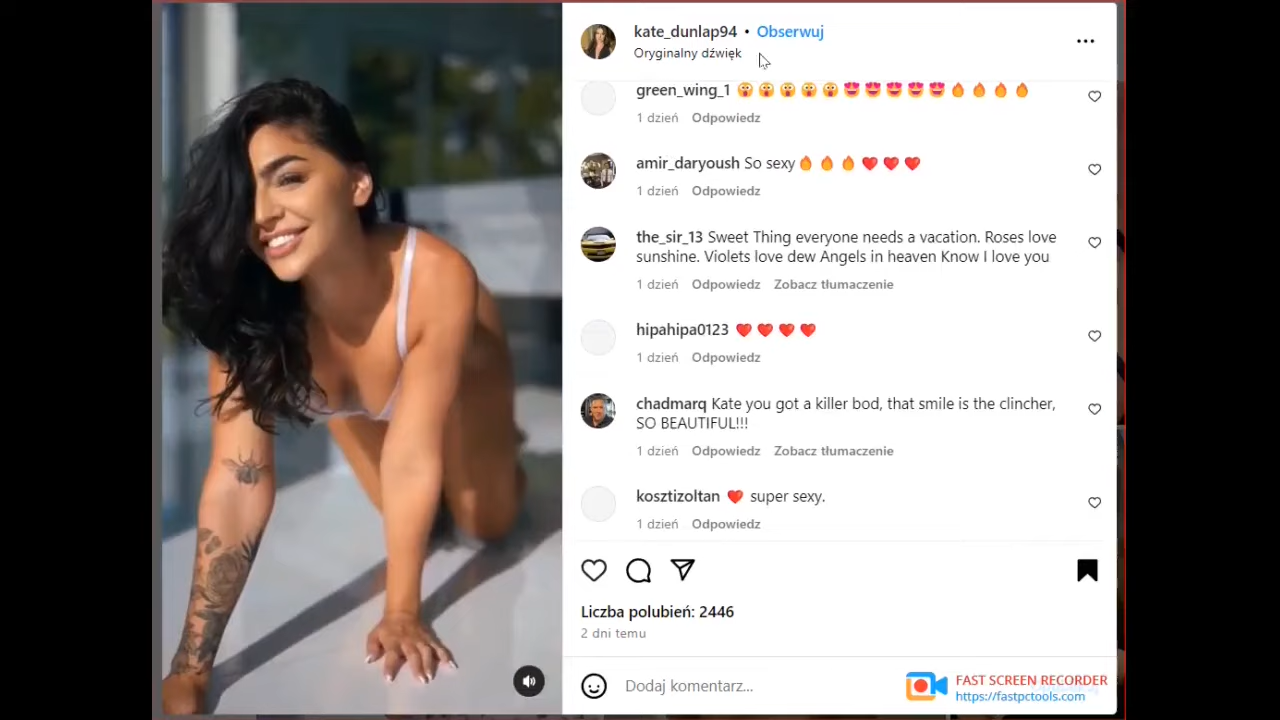 kate_dunlap94 • Obserwuj
Oryginalny dźwięk
green_wing_1 😱😱😱😱😱😍😍😍😍😍🔥🔥🔥🔥
1 dzień Odpowiedz
amir_daryoush So sexy🔥🔥🔥❤️❤️❤️
1 dzień Odpowiedz
the_sir_13 Sweet Thing everyone needs a vacation. Roses love
sunshine. Violets love dew Angels in heaven Know I love you
1 dzień Odpowiedz Zobacz tłumaczenie
hipahipa0123 ❤️❤️❤️❤️
1 dzień Odpowiedz
chadmarq Kate you got a killer bod, that smile is the clincher,
SO BEAUTIFUL!!!
1 dzień Odpowiedz Zobacz tłumaczenie
kosztizoltan ❤️ super sexy.
1 dzień Odpowiedz
Liczba polubień: 2446
2 dni temu
Dodaj komentarz...
FAST SCREEN RECORDER
https://fastpctools.com